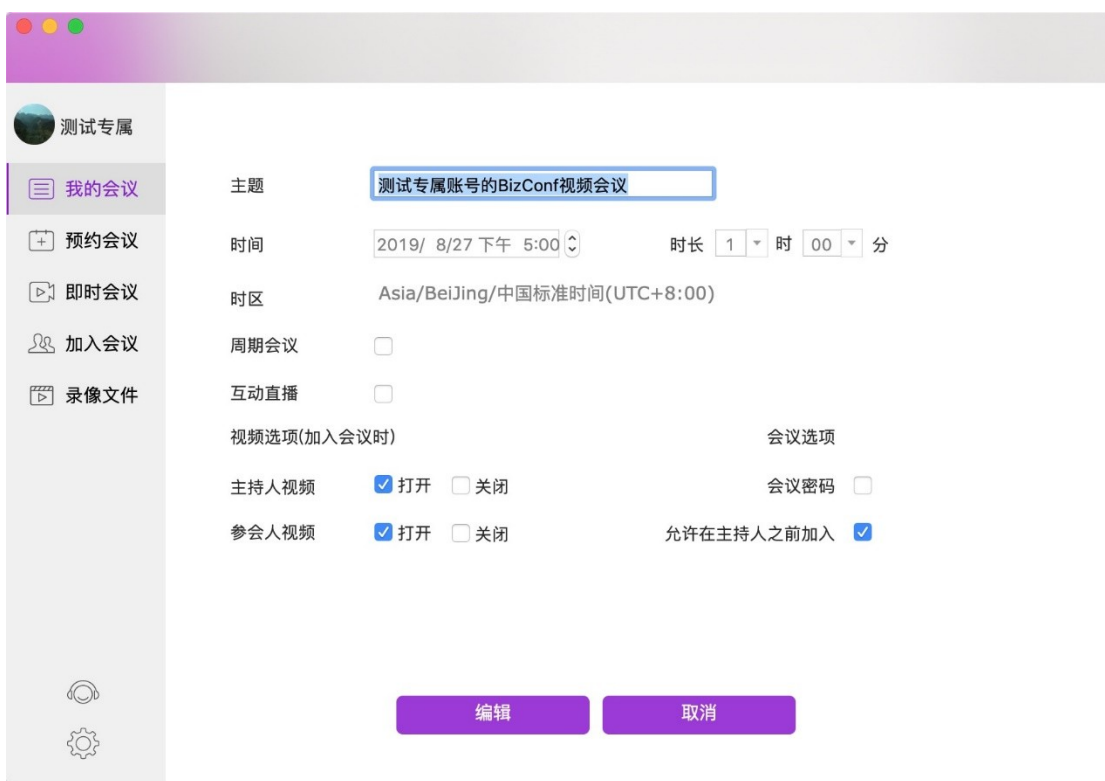 测试专属
我的会议
预约会议
即时会议
加入会议
录像文件
主题 测试专属账号的BizConf视频会议
时间 2019/ 8/27 下午 5:00 时长 1 时 00 分
时区 Asia/BeiJing/中国标准时间(UTC+8:00)
周期会议
互动直播
视频选项(加入会议时) 会议选项
主持人视频 打开 关闭 会议密码
参会人视频 打开 关闭 允许在主持人之前加入
编辑 取消